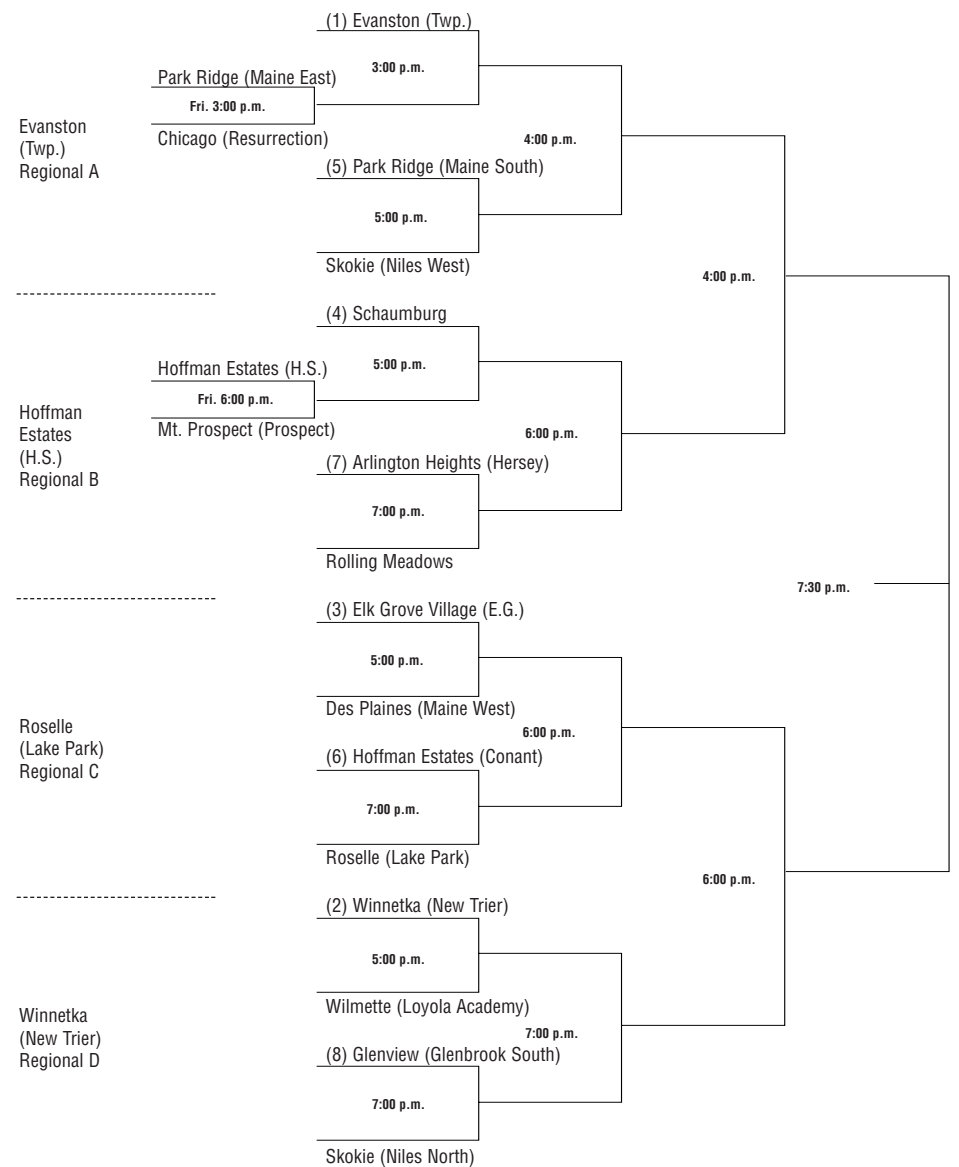 (1) Evanston (Twp.)
3:00 p.m.
Park Ridge (Maine East)
Fri. 3:00 p.m.
Chicago (Resurrection)
Evanston
(Twp.)
Regional A
4:00 p.m.
(5) Park Ridge (Maine South)
5:00 p.m.
Skokie (Niles West)
4:00 p.m.
(4) Schaumburg
5:00 p.m.
Hoffman Estates (H.S.)
Fri. 6:00 p.m.
Mt. Prospect (Prospect)
Hoffman
Estates
(H.S.)
Regional B
6:00 p.m.
(7) Arlington Heights (Hersey)
7:00 p.m.
Rolling Meadows
7:30 p.m.
(3) Elk Grove Village (E.G.)
5:00 p.m.
Des Plaines (Maine West)
Roselle
(Lake Park)
Regional C
6:00 p.m.
(6) Hoffman Estates (Conant)
7:00 p.m.
Roselle (Lake Park)
6:00 p.m.
(2) Winnetka (New Trier)
5:00 p.m.
Wilmette (Loyola Academy)
Winnetka
(New Trier)
Regional D
7:00 p.m.
(8) Glenview (Glenbrook South)
7:00 p.m.
Skokie (Niles North)